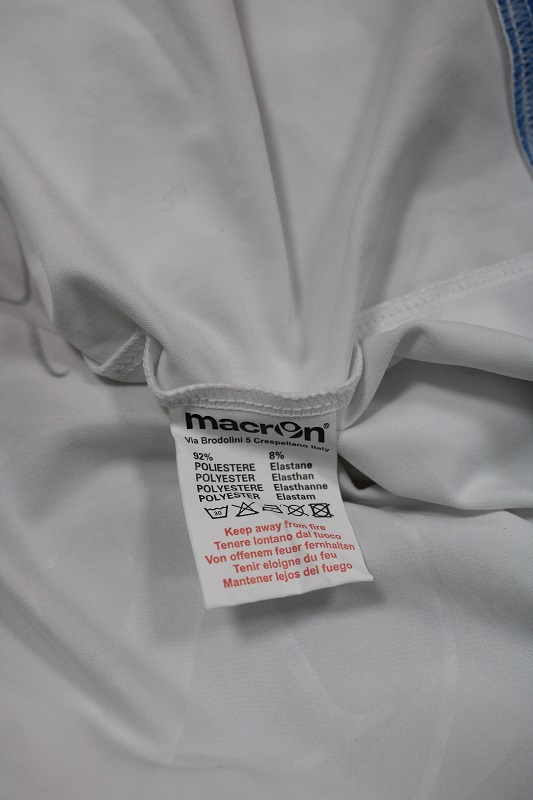 macron®
Via Brodolini 5 Crespellano Italy
92% 8%
POLIESTERE Elastane
POLYESTER Elasthan
POLYESTERE Elasthanne
POLYESTER Elastam
30
Keep away from fire
Tenere lontano dal fuoco
Von offenem feuer fernhalten
Tenir eloigne du feu
Mantener lejos del fuego